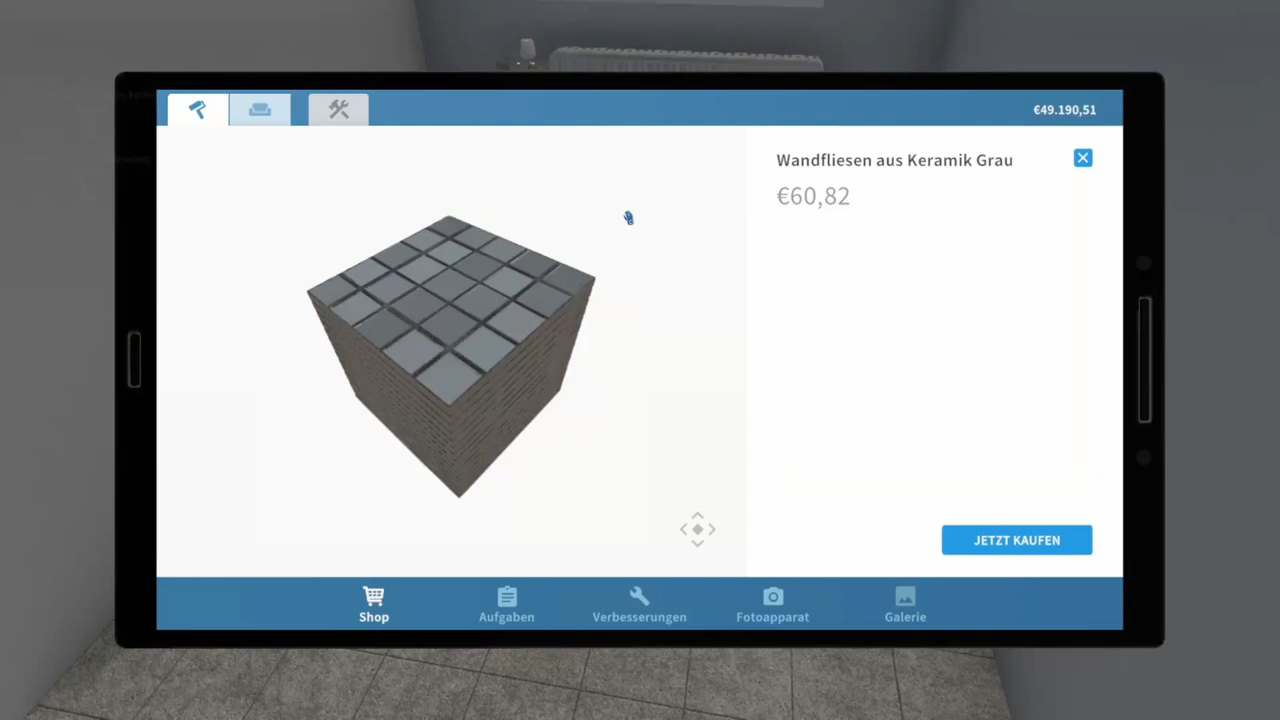 €49.190,51
Wandfliesen aus Keramik Grau
€60,82
JETZT KAUFEN
Shop
Aufgaben
Verbesserungen
Fotoapparat
Galerie